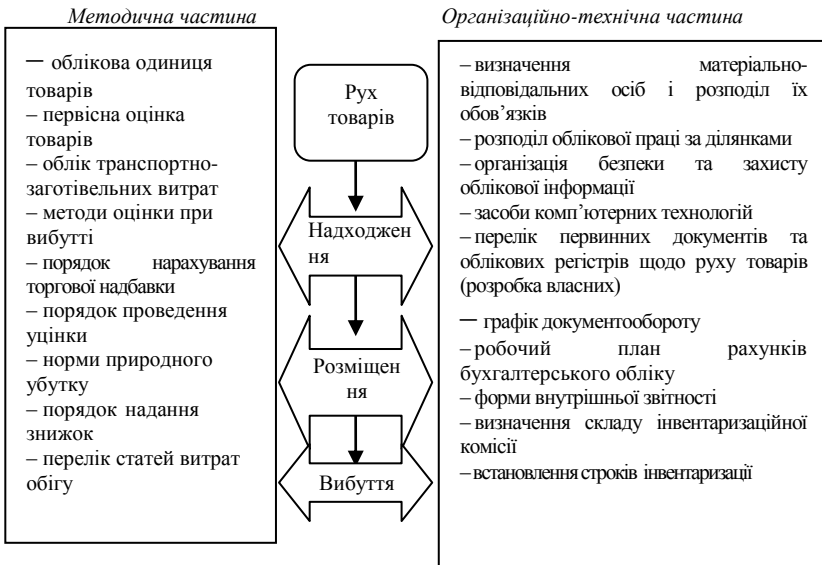 Методична частина
Організаційно-технічна частина
— облікова одиниця
товарів
– первісна оцінка
товарів
– облік транспортно-
заготівельних витрат
– методи оцінки при
вибутті
– порядок нарахування
торгової надбавки
– порядок проведення
уцінки
– норми природного
убутку
– порядок надання
знижок
– перелік статей витрат
обігу
Рух
товарів
Надходжен
ня
Розміщен
ня
Вибуття
– визначення матеріально-
відповідальних осіб і розподіл їх
обов’язків
– розподіл облікової праці за ділянками
– організація безпеки та захисту
облікової інформації
– засоби комп’ютерних технологій
– перелік первинних документів та
облікових регістрів щодо руху товарів
(розробка власних)
— графік документообороту
– робочий план рахунків
бухгалтерського обліку
– форми внутрішньої звітності
– визначення складу інвентаризаційної
комісії
– встановлення строків інвентаризації